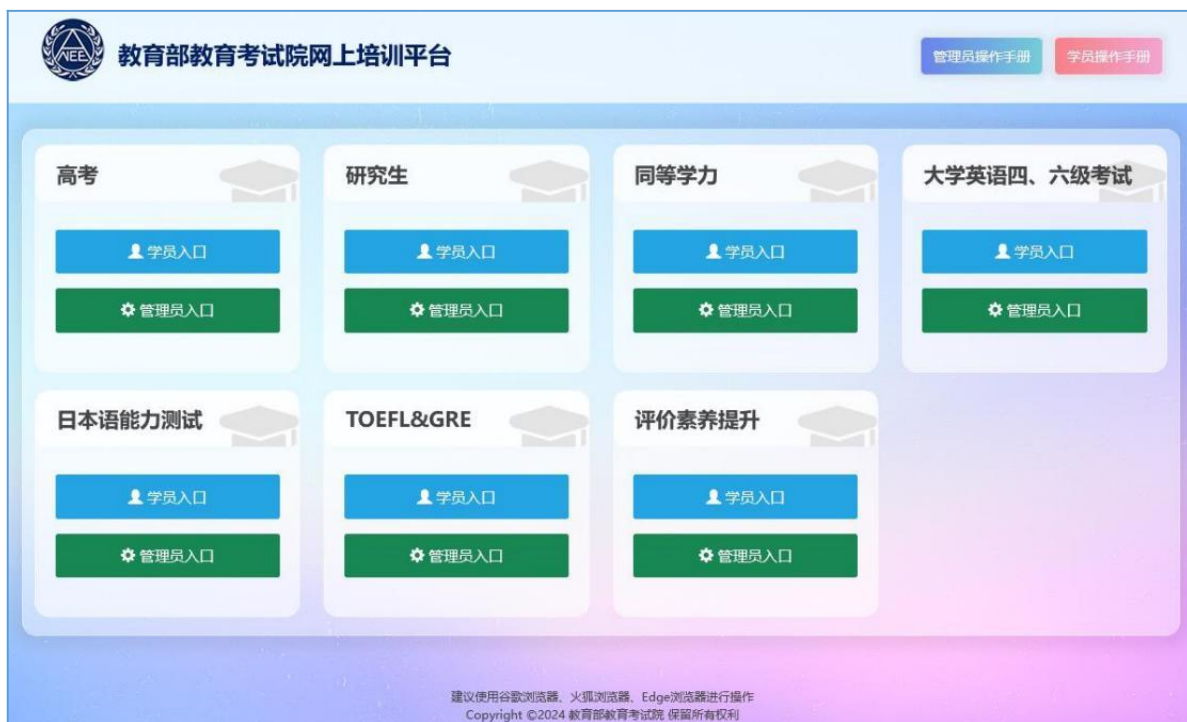 NEEA
教育部教育考试院网上培训平台
管理员操作手册
学员操作手册
高考
研究生
同等学力
大学英语四、六级考试
学员入口
学员入口
学员入口
学员入口
管理员入口
管理员入口
管理员入口
管理员入口
日本语能力测试
TOEFL&GRE
评价素养提升
学员入口
学员入口
学员入口
管理员入口
管理员入口
管理员入口
建议使用谷歌浏览器、火狐浏览器、Edge浏览器进行操作
Copyright ©2024 教育部教育考试院 保留所有权利